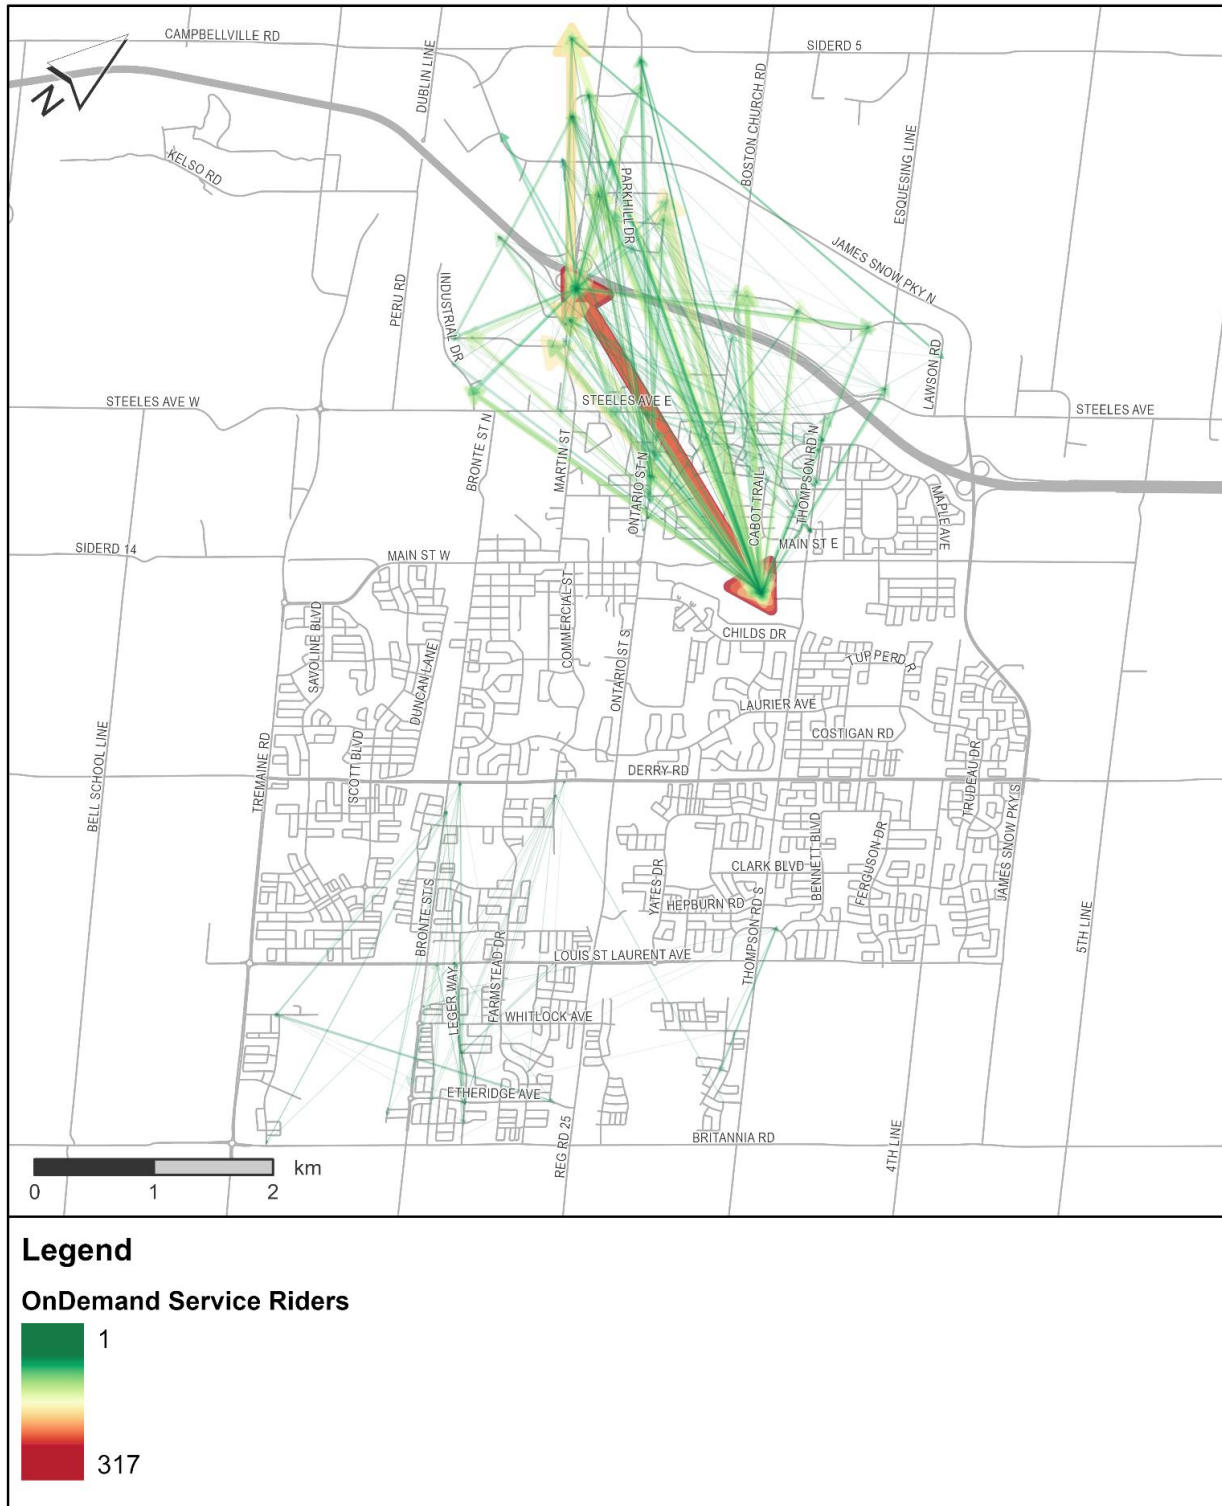 CAMPBELLVILLE RD
SIDERD 5
DUBLIN LINE
BOSTON CHURCH RD
ESQUESING LINE
N
KELSO RD
PARKHILL DR
JAMES SNOW PKY N
PERU RD
INDUSTRIAL DR
LAWSON RD
STEELES AVE W
STEELES AVE E
STEELES AVE
BRONTE ST N
MARTIN ST
ONTARIO ST N
CABOT TRAIL
THOMPSON RD N
MAPLE AVE
SIDERD 14
MAIN ST W
MAIN ST E
SAVOLINE BLVD
DUNCAN LANE
COMMERCIAL ST
ONTARIO ST S
CHILDS DR
TUPPERD R
LAURIER AVE
COSTIGAN RD
BELL SCHOOL LINE
TREMAINE RD
SCOTT BLVD
DERRY RD
TRUDEAU DR
JAMES SNOW PKY S
BRONTE ST S
YATES DR
CLARK BLVD
BENNETT BLVD
FERGUSON DR
HEPBURN RD
THOMPSON RD S
5TH LINE
FARMSTEAD DR
LOUIS ST LAURENT AVE
LEGER WAY
WHITLOCK AVE
ETHERIDGE AVE
REG RD 25
BRITANNIA RD
4TH LINE
km
0 1 2
Legend
OnDemand Service Riders
1
317